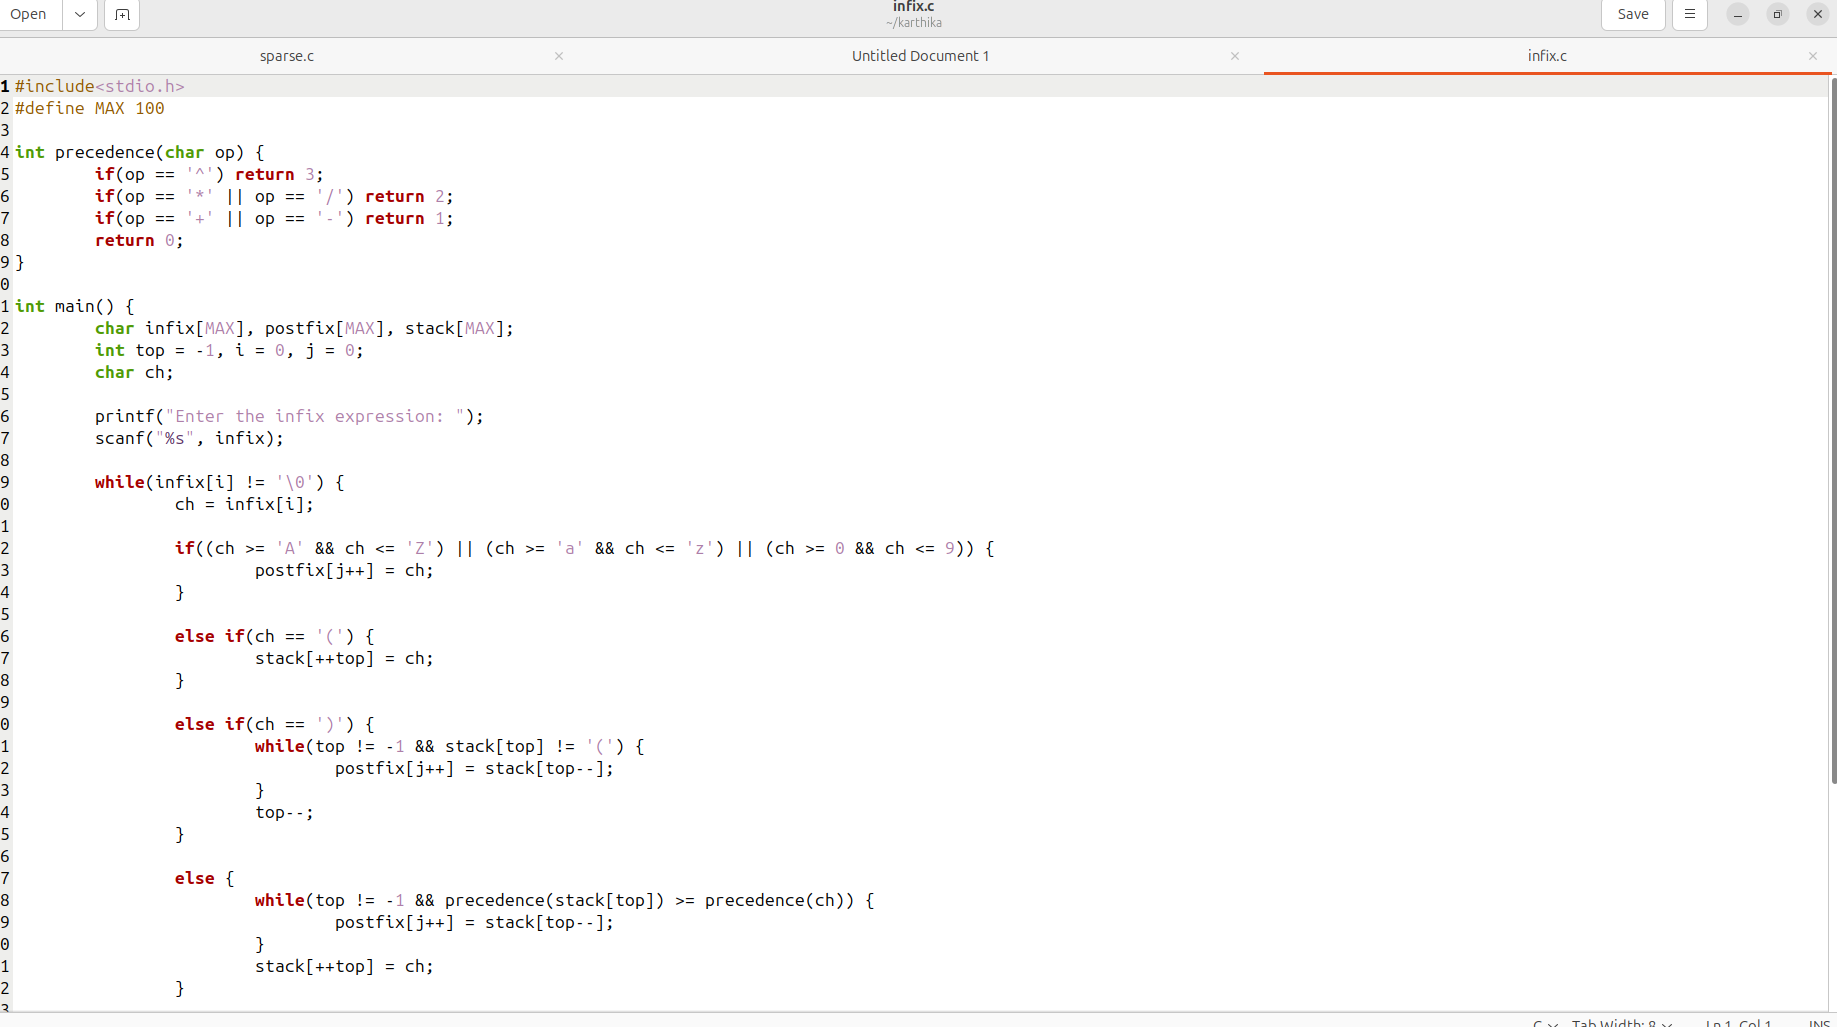 Open
infix.c
~/karthika
Save
sparse.c
Untitled Document 1
infix.c
1 #include<stdio.h>
2 #define MAX 100
3
4 int precedence(char op) {
5 if(op == '^') return 3;
6 if(op == '*' || op == '/') return 2;
7 if(op == '+' || op == '-') return 1;
8 return 0;
9 }
0
1 int main() {
2 char infix[MAX], postfix[MAX], stack[MAX];
3 int top = -1, i = 0, j = 0;
4 char ch;
5
6 printf("Enter the infix expression: ");
7 scanf("%s", infix);
8
9 while(infix[i] != '\0') {
0 ch = infix[i];
1
2 if((ch >= 'A' && ch <= 'Z') || (ch >= 'a' && ch <= 'z') || (ch >= 0 && ch <= 9)) {
3 postfix[j++] = ch;
4 }
5
6 else if(ch == '(') {
7 stack[++top] = ch;
8 }
9
0 else if(ch == ')') {
1 while(top != -1 && stack[top] != '(') {
2 postfix[j++] = stack[top--];
3 }
4 top--;
5 }
6
7 else {
8 while(top != -1 && precedence(stack[top]) >= precedence(ch)) {
9 postfix[j++] = stack[top--];
0 }
1 stack[++top] = ch;
2 }
3
C Tab Width: 8 Ln 1, Col 1 INS